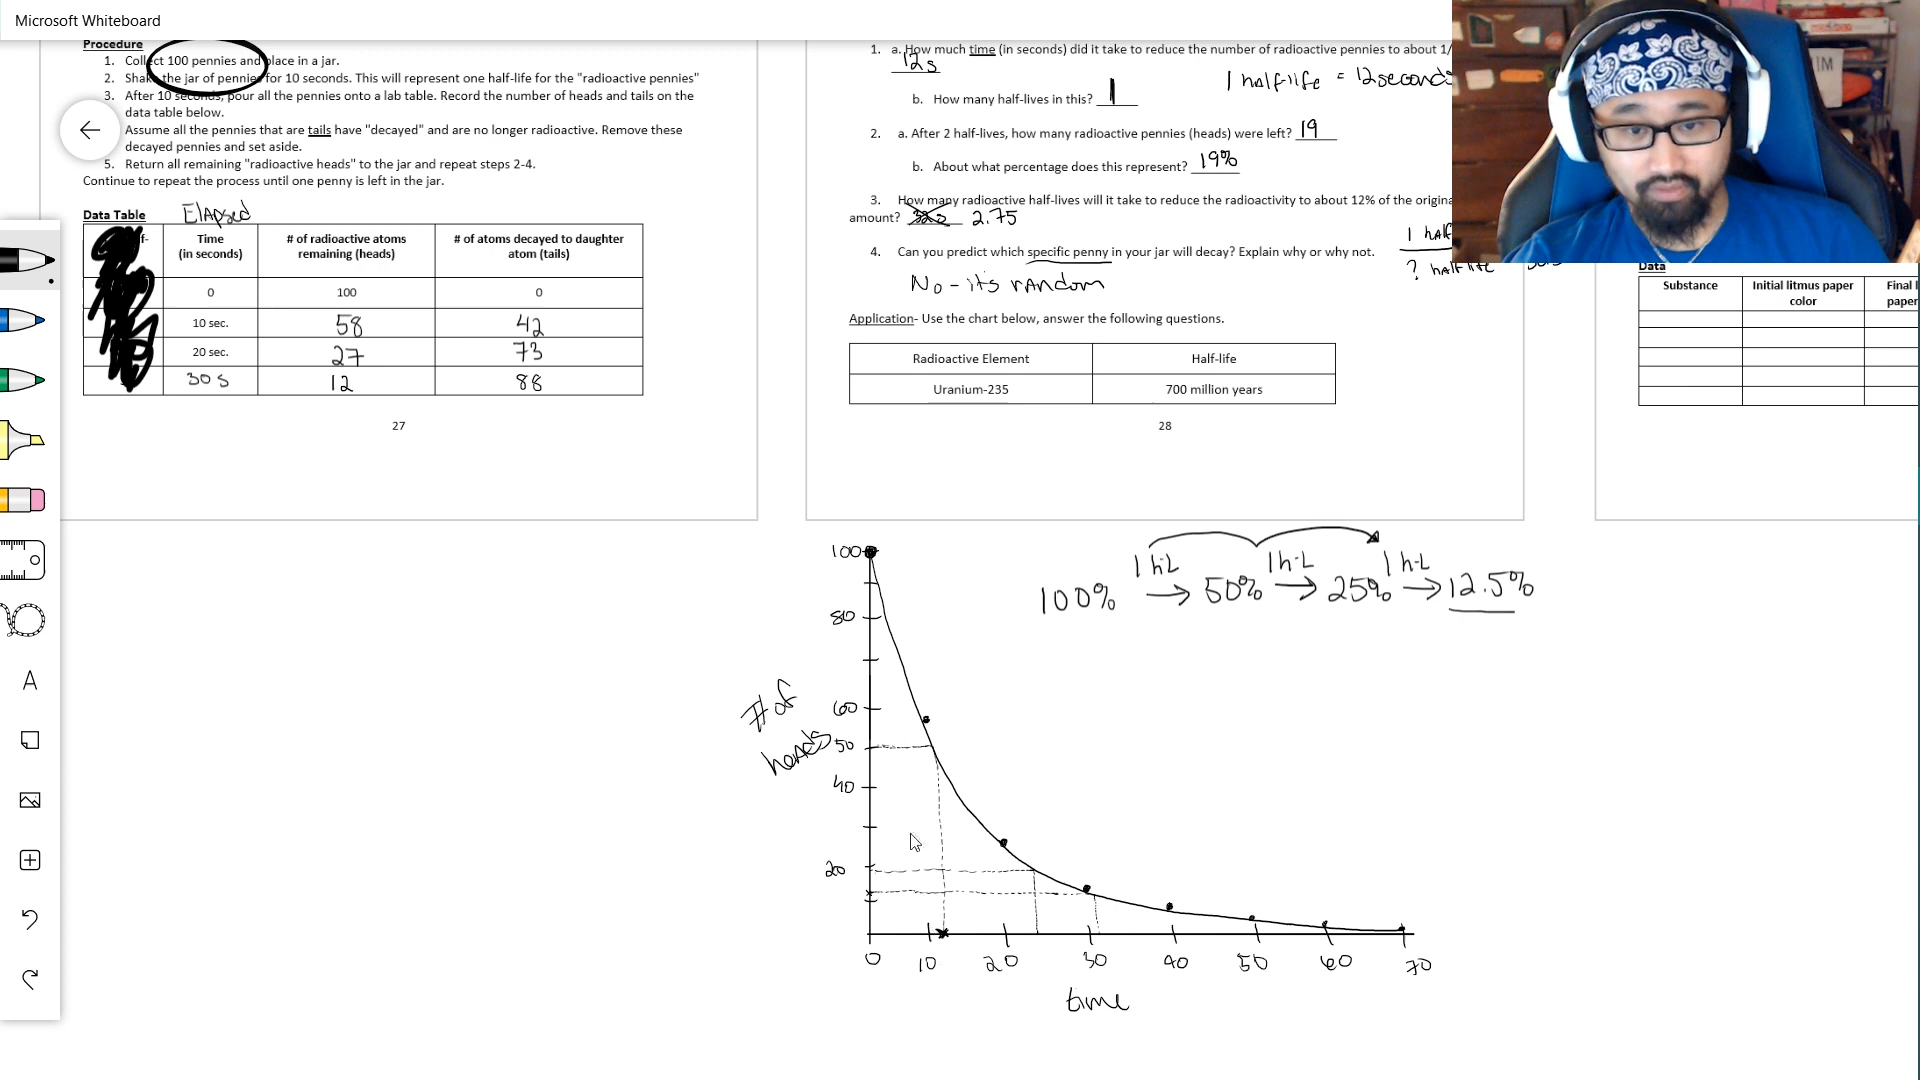 Microsoft Whiteboard
Procedure
1. Collect 100 pennies and place in a jar.
2. Shake the jar of pennies for 10 seconds. This will represent one half-life for the "radioactive pennies"
3. After 10 seconds, pour all the pennies onto a lab table. Record the number of heads and tails on the
data table below.
Assume all the pennies that are tails have "decayed" and are no longer radioactive. Remove these
decayed pennies and set aside.
5. Return all remaining "radioactive heads" to the jar and repeat steps 2-4.
Continue to repeat the process until one penny is left in the jar.
Data Table
Elapsed
f- Time (in seconds) # of radioactive atoms remaining (heads) # of atoms decayed to daughter atom (tails)
0 100 0
10 sec. 58 42
20 sec. 27 73
30 s 12 88
27
1. a. How much time (in seconds) did it take to reduce the number of radioactive pennies to about 1/
12s
1 half-life = 12 seconds
b. How many half-lives in this? 1
2. a. After 2 half-lives, how many radioactive pennies (heads) were left? 19
b. About what percentage does this represent? 19%
3. How many radioactive half-lives will it take to reduce the radioactivity to about 12% of the origina
amount? 2.75
1 half
4. Can you predict which specific penny in your jar will decay? Explain why or why not.
? half life
No - its random
Application- Use the chart below, answer the following questions.
Radioactive Element Half-life
Uranium-235 700 million years
28
Data
Substance Initial litmus paper color Final l paper
100% 1 h-L → 50% 1 h-L → 25% 1 h-L → 12.5%
100
80
60
50
40
20
# of
heads
0 10 20 30 40 50 60 70
time
A